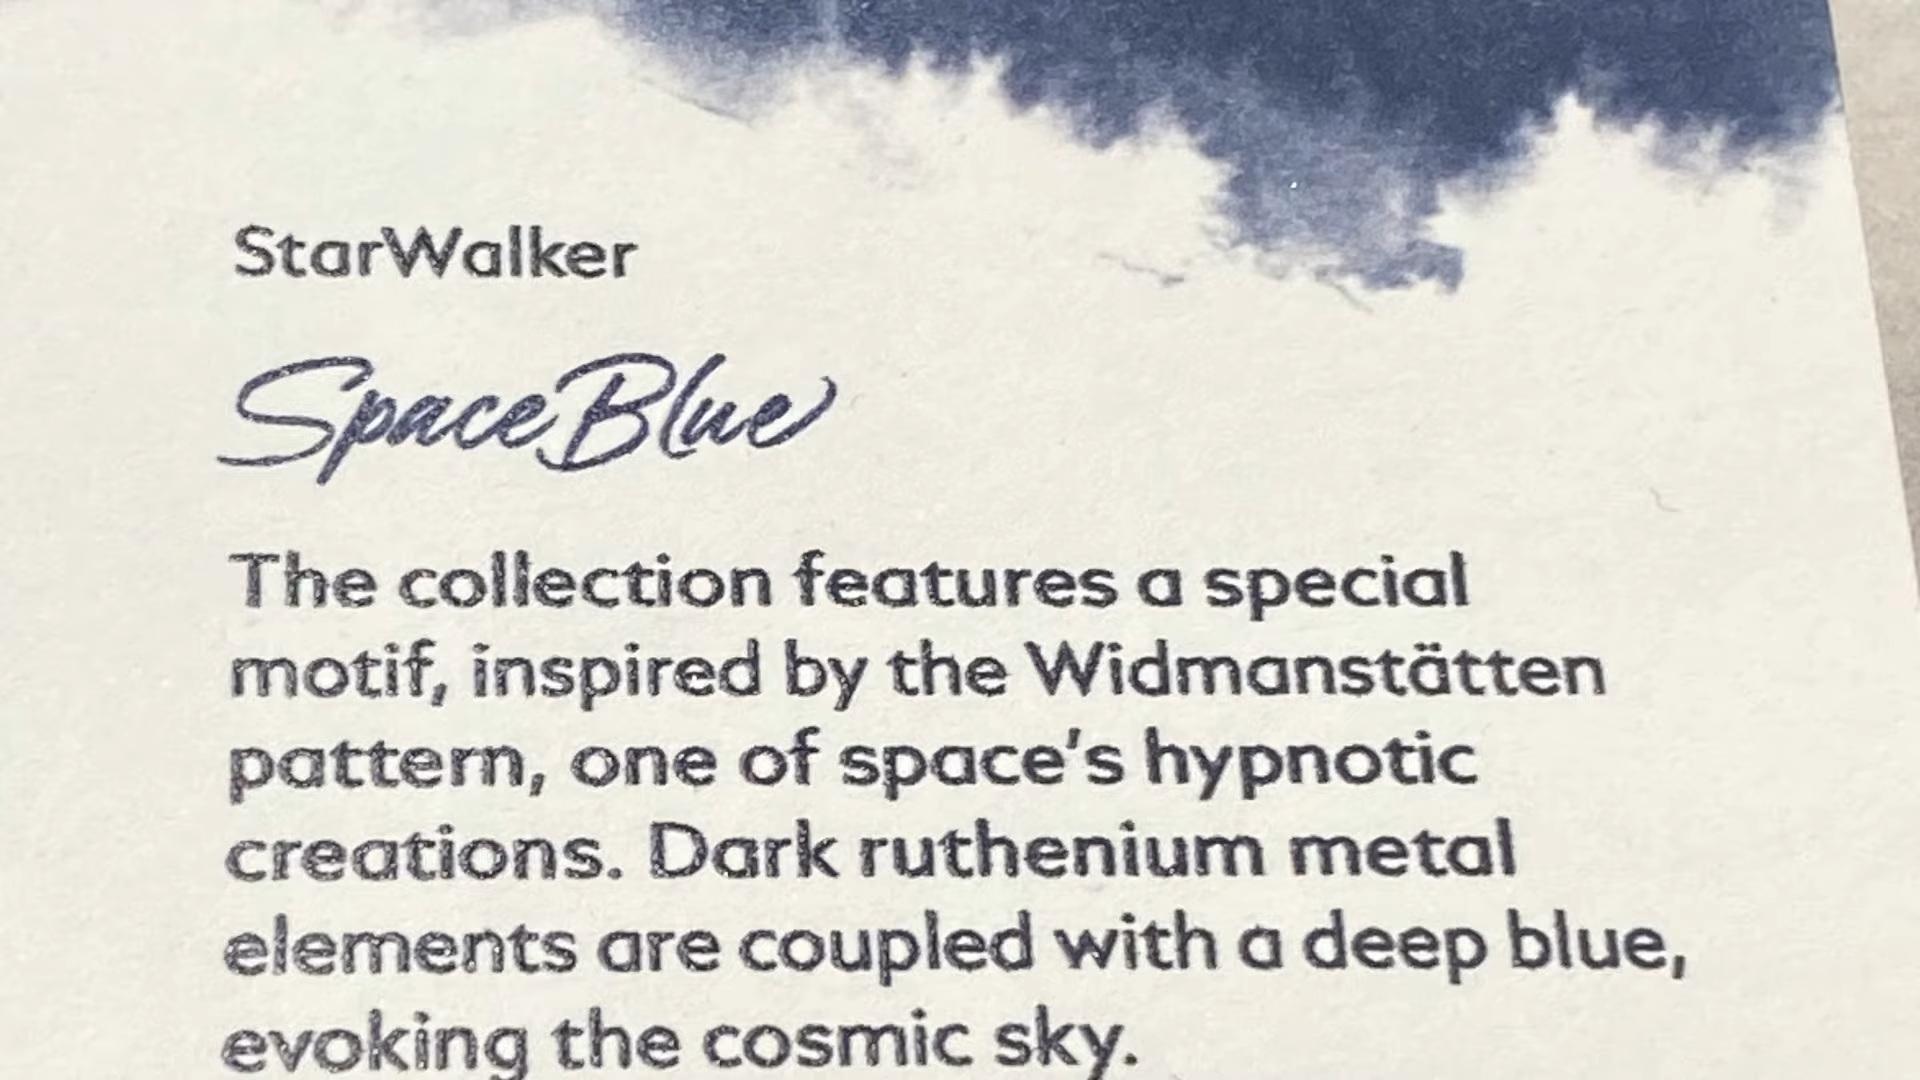 StarWalker
SpaceBlue
The collection features a special
motif, inspired by the Widmanstätten
pattern, one of space's hypnotic
creations. Dark ruthenium metal
elements are coupled with a deep blue,
evoking the cosmic sky.